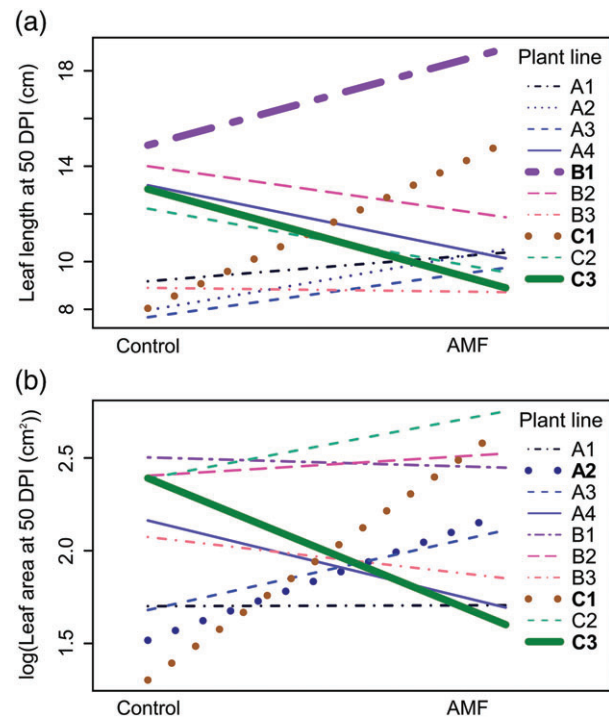 (a)
Leaf length at 50 DPI (cm)
18
14
10
8
Control
AMF
Plant line
A1
A2
A3
A4
B1
B2
B3
C1
C2
C3
(b)
log(Leaf area at 50 DPI (cm²))
2.5
2.0
1.5
Control
AMF
Plant line
A1
A2
A3
A4
B1
B2
B3
C1
C2
C3